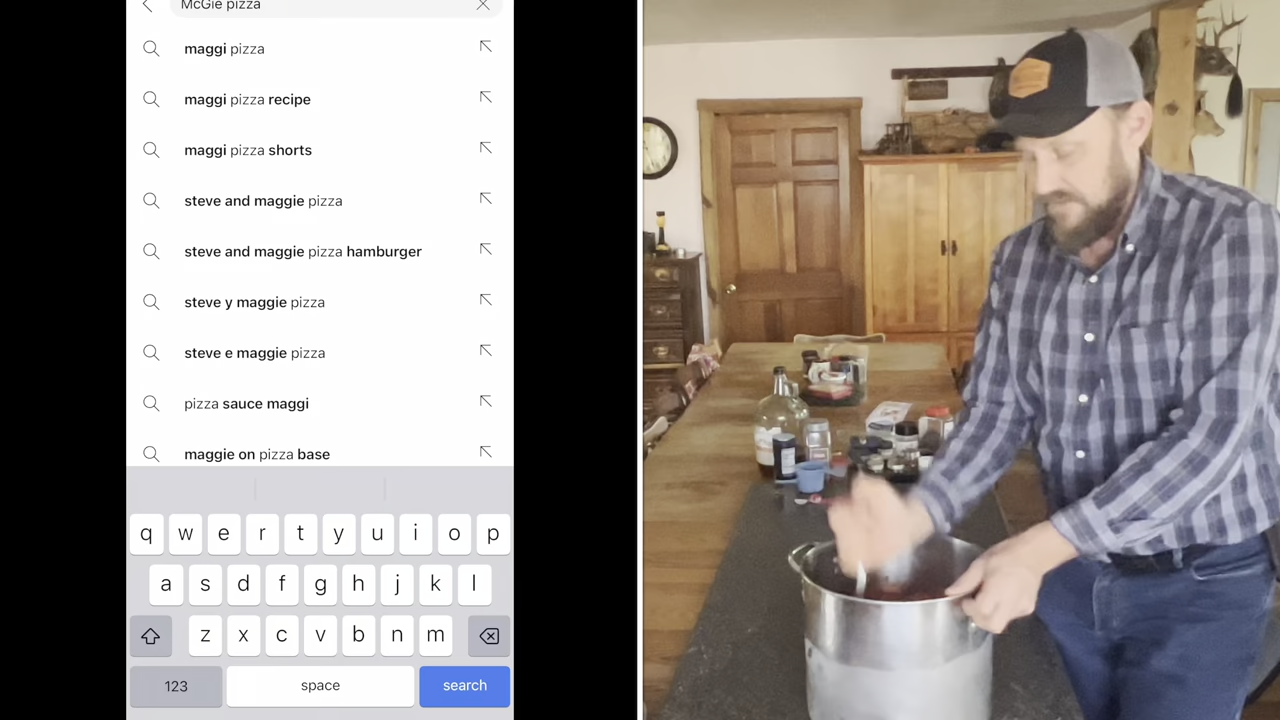 McGie pizza
maggi pizza
maggi pizza recipe
maggi pizza shorts
steve and maggie pizza
steve and maggie pizza hamburger
steve y maggie pizza
steve e maggie pizza
pizza sauce maggi
maggie on pizza base
q w e r t y u i o p
a s d f g h j k l
z x c v b n m
123 space search